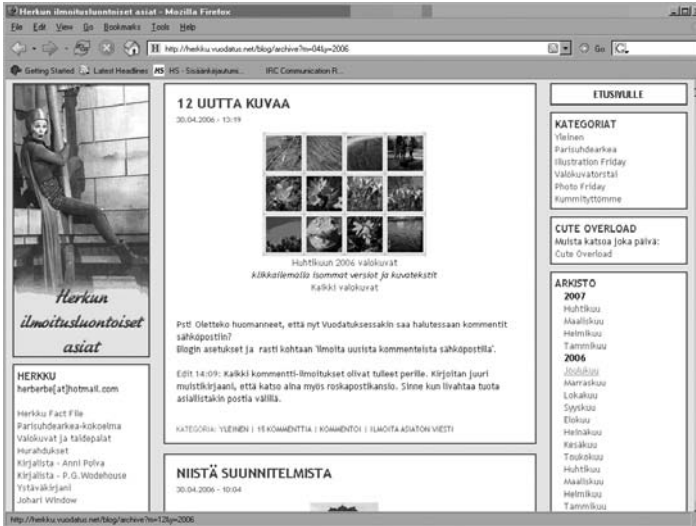 Herkun ilmoitusluontoiset asiat - Mozilla Firefox
File Edit View Go Bookmarks Tools Help
http://herkku.vuodatus.net/blog/archive?m=04&y=2006
Go
Getting Started Latest Headlines HS HS - Sisäänkirjautumi... IRC Communication R...
Herkun
ilmoitusluontoiset
asiat
HERKKU
herberbe[at]hotmail.com
Herkku Fact File
Parisuhdearkea-kokoelma
Valokuvat ja taidepalat
Hurahdukset
Kirjalista - Anni Polva
Kirjalista - P.G.Wodehouse
Ystäväkirjani
Johari Window
12 UUTTA KUVAA
30.04.2006 - 13:19
Huhtikuun 2006 valokuvat
klikkailemalla isommat versiot ja kuvatekstit
Kaikki valokuvat
Pst! Oletteko huomanneet, että nyt Vuodatuksessakin saa halutessaan kommentit
sähköpostiin?
Blogin asetukset ja rasti kohtaan 'Ilmoita uusista kommenteista sähköpostilla'.
Edit 14:09: Kaikki kommentti-ilmoitukset olivat tulleet perille. Kirjoitan juuri
muistikirjaani, että katso aina myös roskapostikansio. Sinne kun livahtaa tuota
asiallistakin postia välillä.
KATEGORIA: YLEINEN | 15 KOMMENTTIA | KOMMENTOI | ILMOITA ASIATON VIESTI
NIISTÄ SUUNNITELMISTA
30.04.2006 - 10:04
ETUSIVULLE
KATEGORIAT
Yleinen
Parisuhdearkea
Illustration Friday
Valokuvatorstai
Photo Friday
Kummityttömme
CUTE OVERLOAD
Muista katsoa joka päivä:
Cute Overload
ARKISTO
2007
Huhtikuu
Maaliskuu
Helmikuu
Tammikuu
2006
Joulukuu
Marraskuu
Lokakuu
Syyskuu
Elokuu
Heinäkuu
Kesäkuu
Toukokuu
Huhtikuu
Maaliskuu
Helmikuu
Tammikuu
http://herkku.vuodatus.net/blog/archive?m=12&y=2006